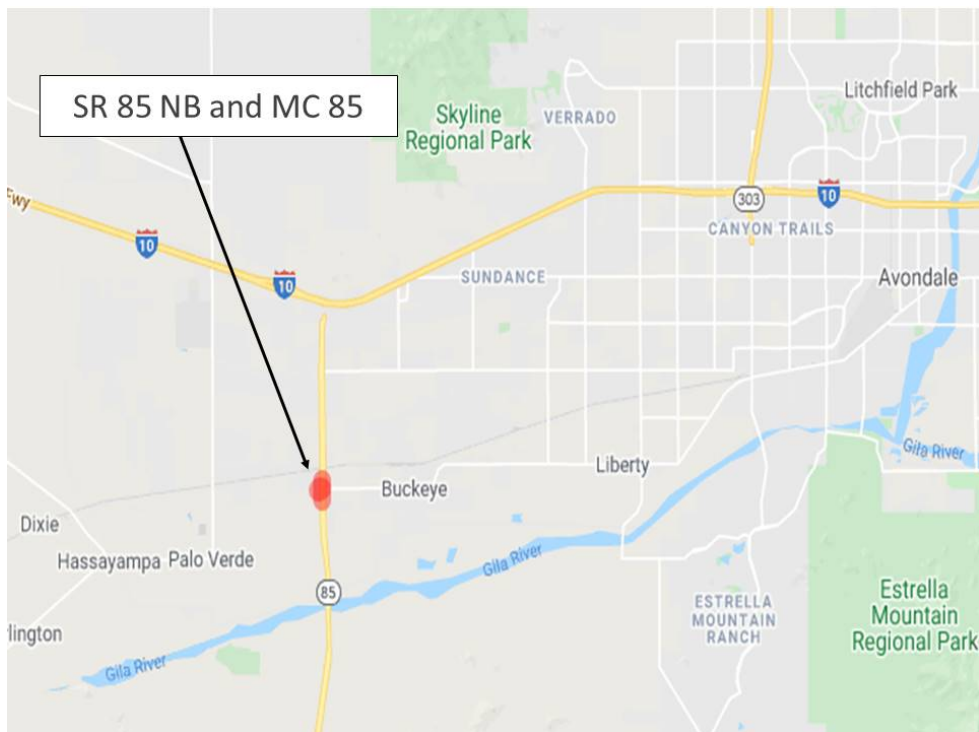 SR 85 NB and MC 85
Litchfield Park
Skyline
Regional Park
VERRADO
Fwy
10
303
10
CANYON TRAILS
10
SUNDANCE
Avondale
Gila River
Liberty
Buckeye
Dixie
Hassayampa
Palo Verde
Gila River
85
ESTRELLA
MOUNTAIN
RANCH
Estrella
Mountain
Regional Park
rlington
Gila River